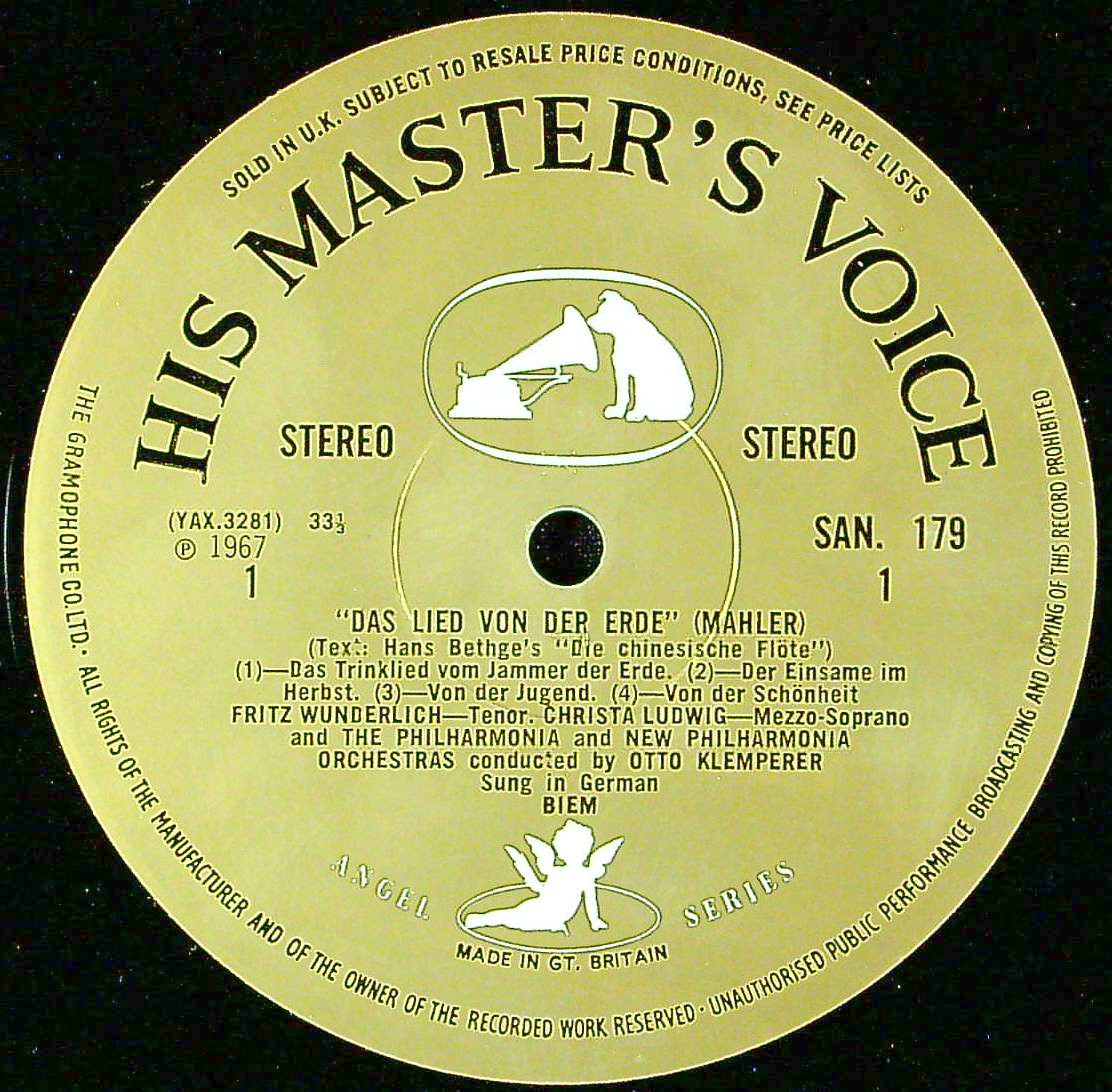 SOLD IN U.K. SUBJECT TO RESALE PRICE CONDITIONS, SEE PRICE LISTS
HIS MASTER'S VOICE
STEREO STEREO
(YAX.3281) 33⅓
℗ 1967
1
SAN. 179
1
"DAS LIED VON DER ERDE" (MAHLER)
(Text: Hans Bethge's "Die chinesische Flöte")
(1)—Das Trinklied vom Jammer der Erde. (2)—Der Einsame im
Herbst. (3)—Von der Jugend. (4)—Von der Schönheit
FRITZ WUNDERLICH—Tenor. CHRISTA LUDWIG—Mezzo-Soprano
and THE PHILHARMONIA and NEW PHILHARMONIA
ORCHESTRAS conducted by OTTO KLEMPERER
Sung in German
BIEM
ANGEL SERIES
MADE IN GT. BRITAIN
THE GRAMOPHONE CO.LTD. · ALL RIGHTS OF THE MANUFACTURER AND OF THE OWNER OF THE RECORDED WORK RESERVED · UNAUTHORISED PUBLIC PERFORMANCE BROADCASTING AND COPYING OF THIS RECORD PROHIBITED